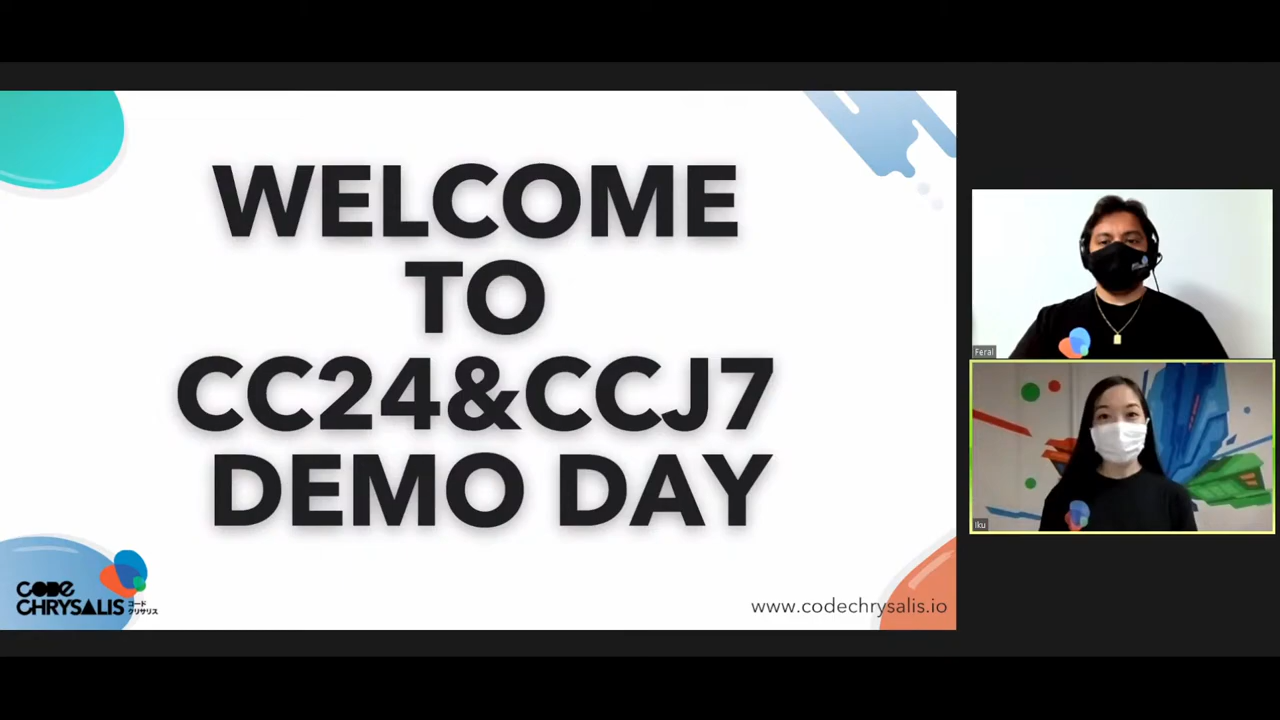 WELCOME
TO
CC24&CCJ7
DEMO DAY
CODE
CHRYSALIS
コード
クリサリス
www.codechrysalis.io
Feral
Iku